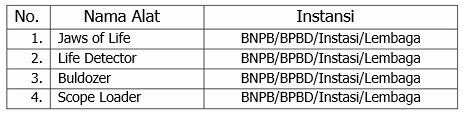 No. Nama Alat Instansi
1. Jaws of Life BNPB/BPBD/Instasi/Lembaga
2. Life Detector BNPB/BPBD/Instasi/Lembaga
3. Buldozer BNPB/BPBD/Instasi/Lembaga
4. Scope Loader BNPB/BPBD/Instasi/Lembaga